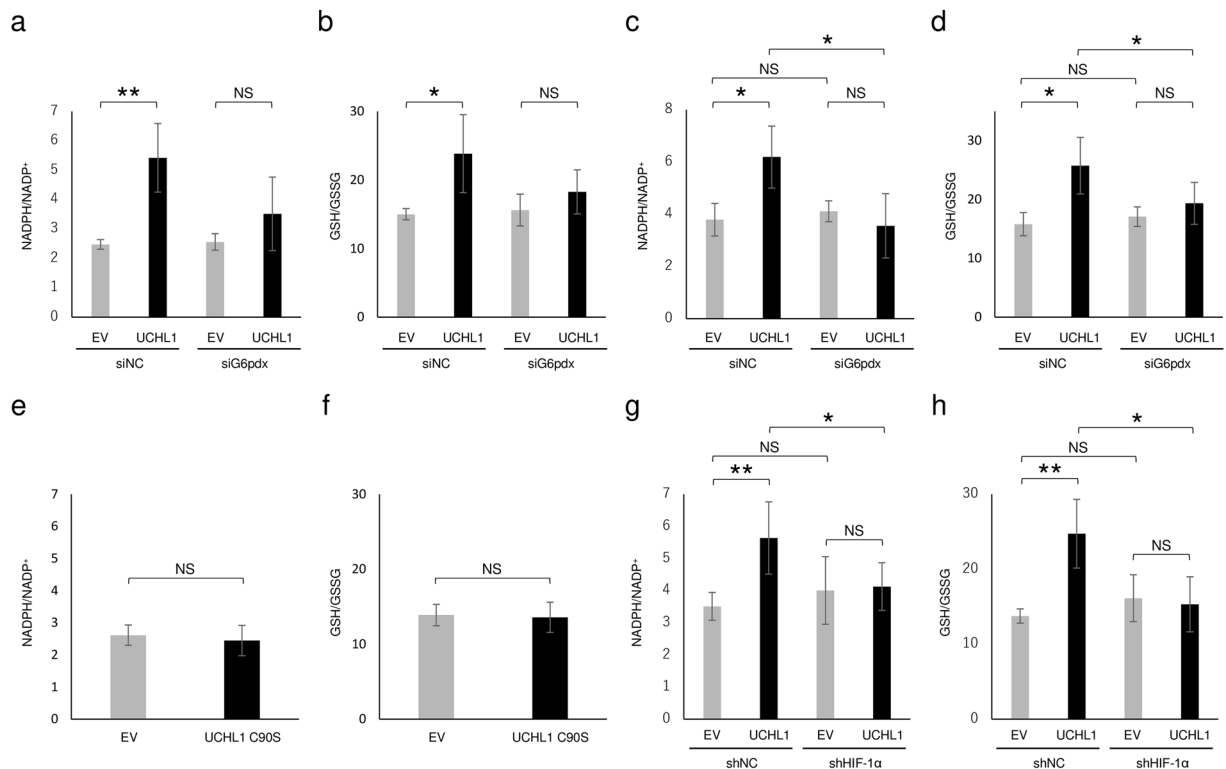 a
**
NS
7
6
5
4
3
2
1
0
NADPH/NADP⁺
EV UCHL1 EV UCHL1
siNC siG6pdx
b
*
NS
30
20
10
0
GSH/GSSG
EV UCHL1 EV UCHL1
siNC siG6pdx
c
*
NS
*
NS
8
6
4
2
0
NADPH/NADP⁺
EV UCHL1 EV UCHL1
siNC siG6pdx
d
*
NS
*
NS
30
20
10
0
GSH/GSSG
EV UCHL1 EV UCHL1
siNC siG6pdx
e
NS
7
6
5
4
3
2
1
0
NADPH/NADP⁺
EV UCHL1 C90S
f
NS
30
20
10
0
GSH/GSSG
EV UCHL1 C90S
g
*
NS
**
NS
7
6
5
4
3
2
1
0
NADPH/NADP⁺
EV UCHL1 EV UCHL1
shNC shHIF-1α
h
*
NS
**
NS
30
20
10
0
GSH/GSSG
EV UCHL1 EV UCHL1
shNC shHIF-1α